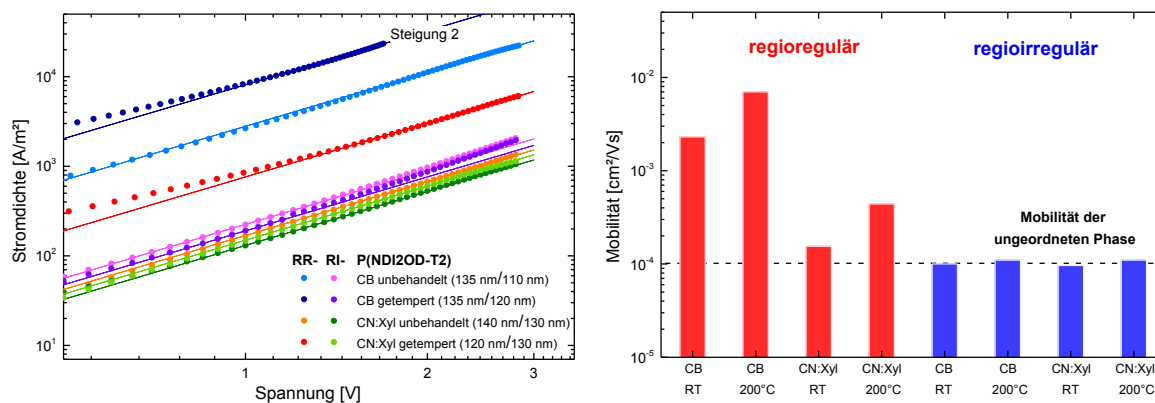 Stromdichte [A/m²]
10⁴
10³
10²
10¹
Steigung 2
RR- RI- P(NDI2OD-T2)
CB unbehandelt (135 nm/110 nm)
CB getempert (135 nm/120 nm)
CN:Xyl unbehandelt (140 nm/130 nm)
CN:Xyl getempert (120 nm/130 nm)
1 2 3
Spannung [V]
Mobilität [cm²/Vs]
10⁻²
10⁻³
10⁻⁴
10⁻⁵
regioregulär regioirregulär
Mobilität der
ungeordneten Phase
CB CB CN:Xyl CN:Xyl CB CB CN:Xyl CN:Xyl
RT 200°C RT 200°C RT 200°C RT 200°C